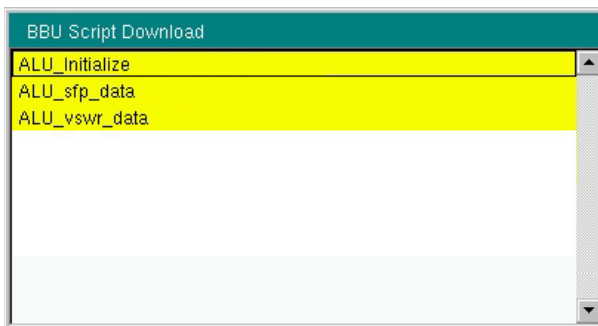 BBU Script Download
ALU_Initialize
ALU_sfp_data
ALU_vswr_data